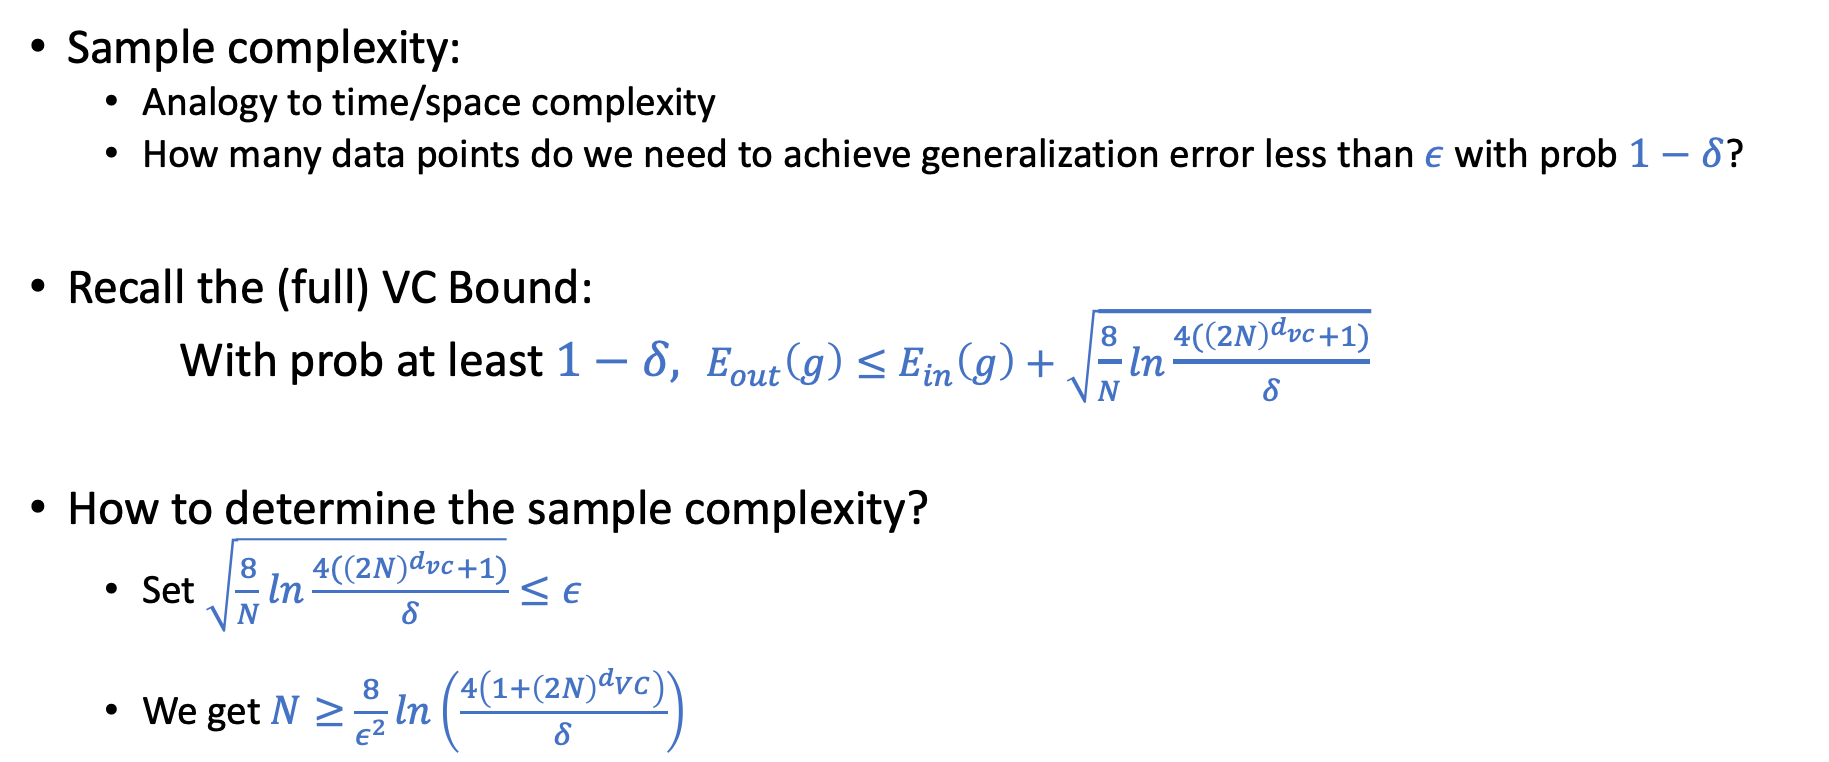 • Sample complexity:
• Analogy to time/space complexity
• How many data points do we need to achieve generalization error less than ϵ with prob 1 − δ?
• Recall the (full) VC Bound:
With prob at least 1 − δ, E_out(g) ≤ E_in(g) + √(8/N ln 4((2N)^{d_vc}+1)/δ)
• How to determine the sample complexity?
• Set √(8/N ln 4((2N)^{d_vc}+1)/δ) ≤ ϵ
• We get N ≥ 8/ϵ² ln (4(1+(2N)^{d_VC})/δ)